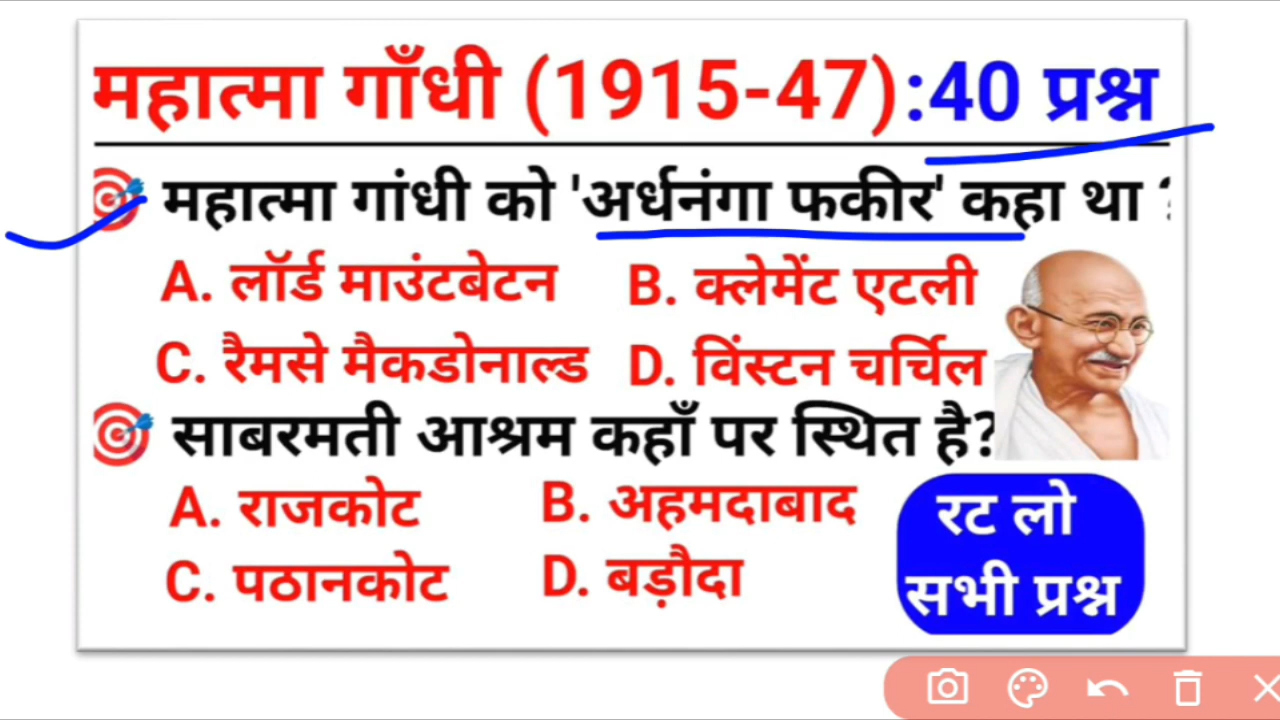 महात्मा गाँधी (1915-47):40 प्रश्न
महात्मा गांधी को 'अर्धनंगा फकीर' कहा था ?
A. लॉर्ड माउंटबेटन B. क्लेमेंट एटली
C. रैमसे मैकडोनाल्ड D. विंस्टन चर्चिल
साबरमती आश्रम कहाँ पर स्थित है?
A. राजकोट B. अहमदाबाद
C. पठानकोट D. बड़ौदा
रट लो
सभी प्रश्न